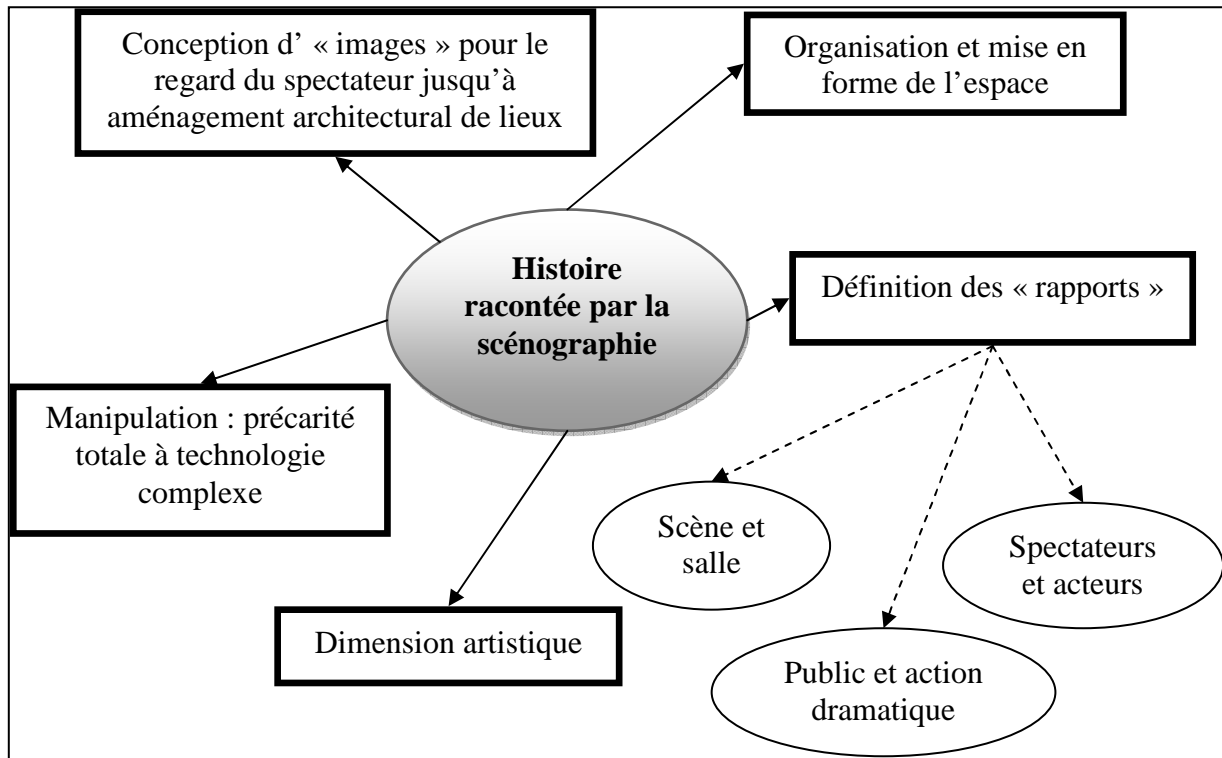 Conception d’ « images » pour le
regard du spectateur jusqu’à
aménagement architectural de lieux
Organisation et mise en
forme de l’espace
Histoire
racontée par la
scénographie
Définition des « rapports »
Manipulation : précarité
totale à technologie
complexe
Scène et
salle
Spectateurs
et acteurs
Dimension artistique
Public et action
dramatique